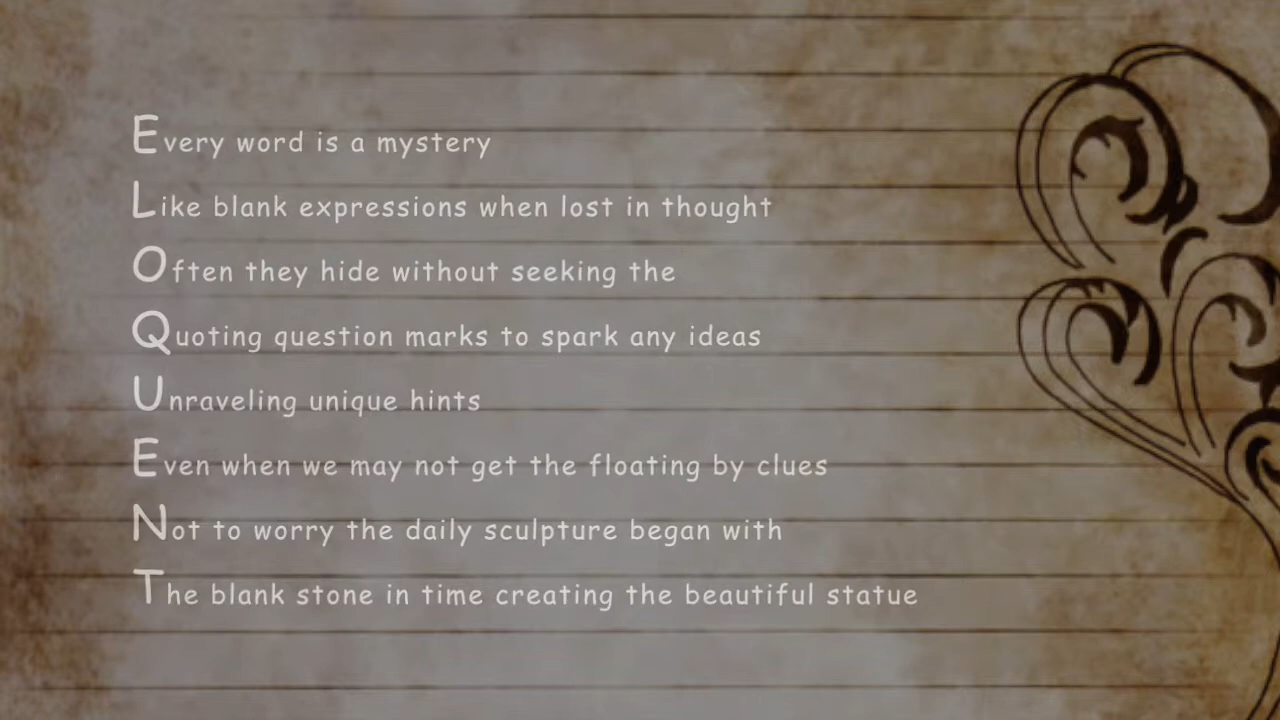 Every word is a mystery
Like blank expressions when lost in thought
Often they hide without seeking the
Quoting question marks to spark any ideas
Unraveling unique hints
Even when we may not get the floating by clues
Not to worry the daily sculpture began with
The blank stone in time creating the beautiful statue